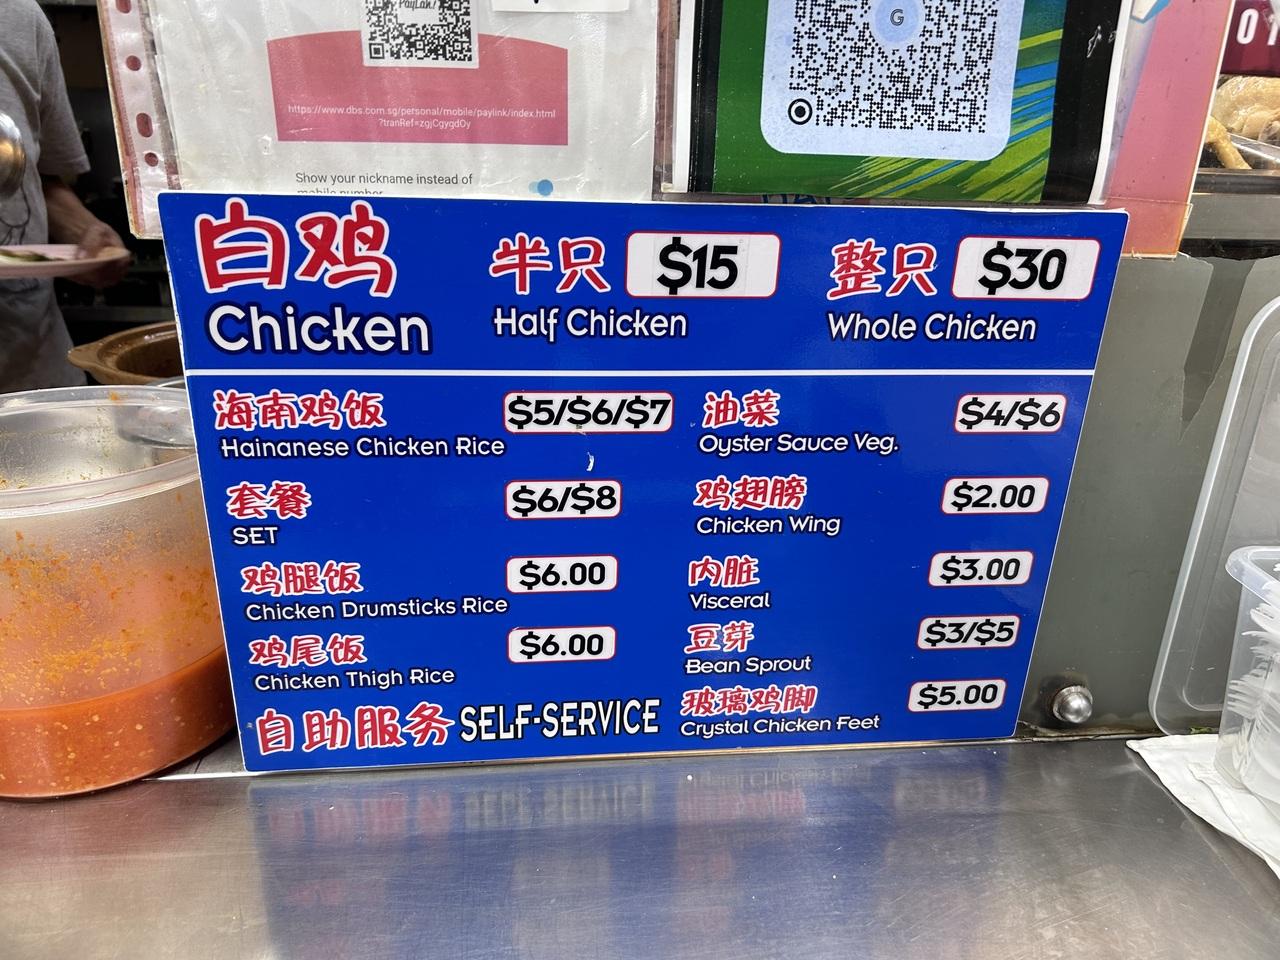 PayLah!
https://www.dbs.com.sg/personal/mobile/paylink/index.html
?tranRef=zgjCgygdOy
Show your nickname instead of
mobile number
G
白鸡 半只 $15 整只 $30
Chicken Half Chicken Whole Chicken
海南鸡饭 $5/$6/$7
Hainanese Chicken Rice
套餐 $6/$8
SET
鸡腿饭 $6.00
Chicken Drumsticks Rice
鸡尾饭 $6.00
Chicken Thigh Rice
自助服务 SELF-SERVICE
油菜 $4/$6
Oyster Sauce Veg.
鸡翅膀 $2.00
Chicken Wing
内脏 $3.00
Visceral
豆芽 $3/$5
Bean Sprout
玻璃鸡脚 $5.00
Crystal Chicken Feet